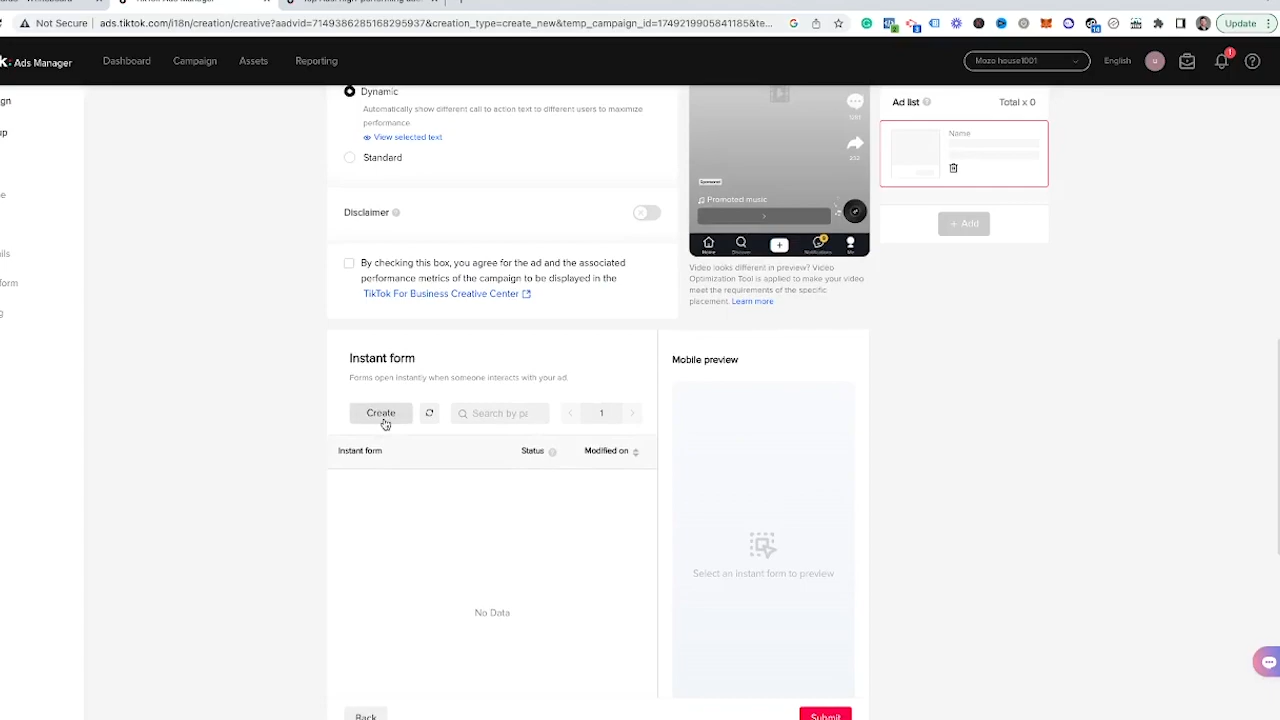 Not Secure
ads.tiktok.com/i18n/creation/creative?aadvid=7149386285168295937&creation_type=create_new&temp_campaign_id=1749219905841185&te...
Update
k: Ads Manager
Dashboard
Campaign
Assets
Reporting
Mozo house1001
English
u
1
Dynamic
Automatically show different call to action text to different users to maximize
performance
View selected text
Standard
Disclaimer
By checking this box, you agree for the ad and the associated
performance metrics of the campaign to be displayed in the
TikTok For Business Creative Center
Sponsored
Promoted music
Home
Discover
Notifications
Me
Video looks different in preview? Video
Optimization Tool is applied to make your video
meet the requirements of the specific
placement. Learn more
Ad list
Total x 0
Name
+ Add
Instant form
Forms open instantly when someone interacts with your ad.
Create
Search by pa
1
Instant form
Status
Modified on
No Data
Mobile preview
Select an instant form to preview
Back
Submit